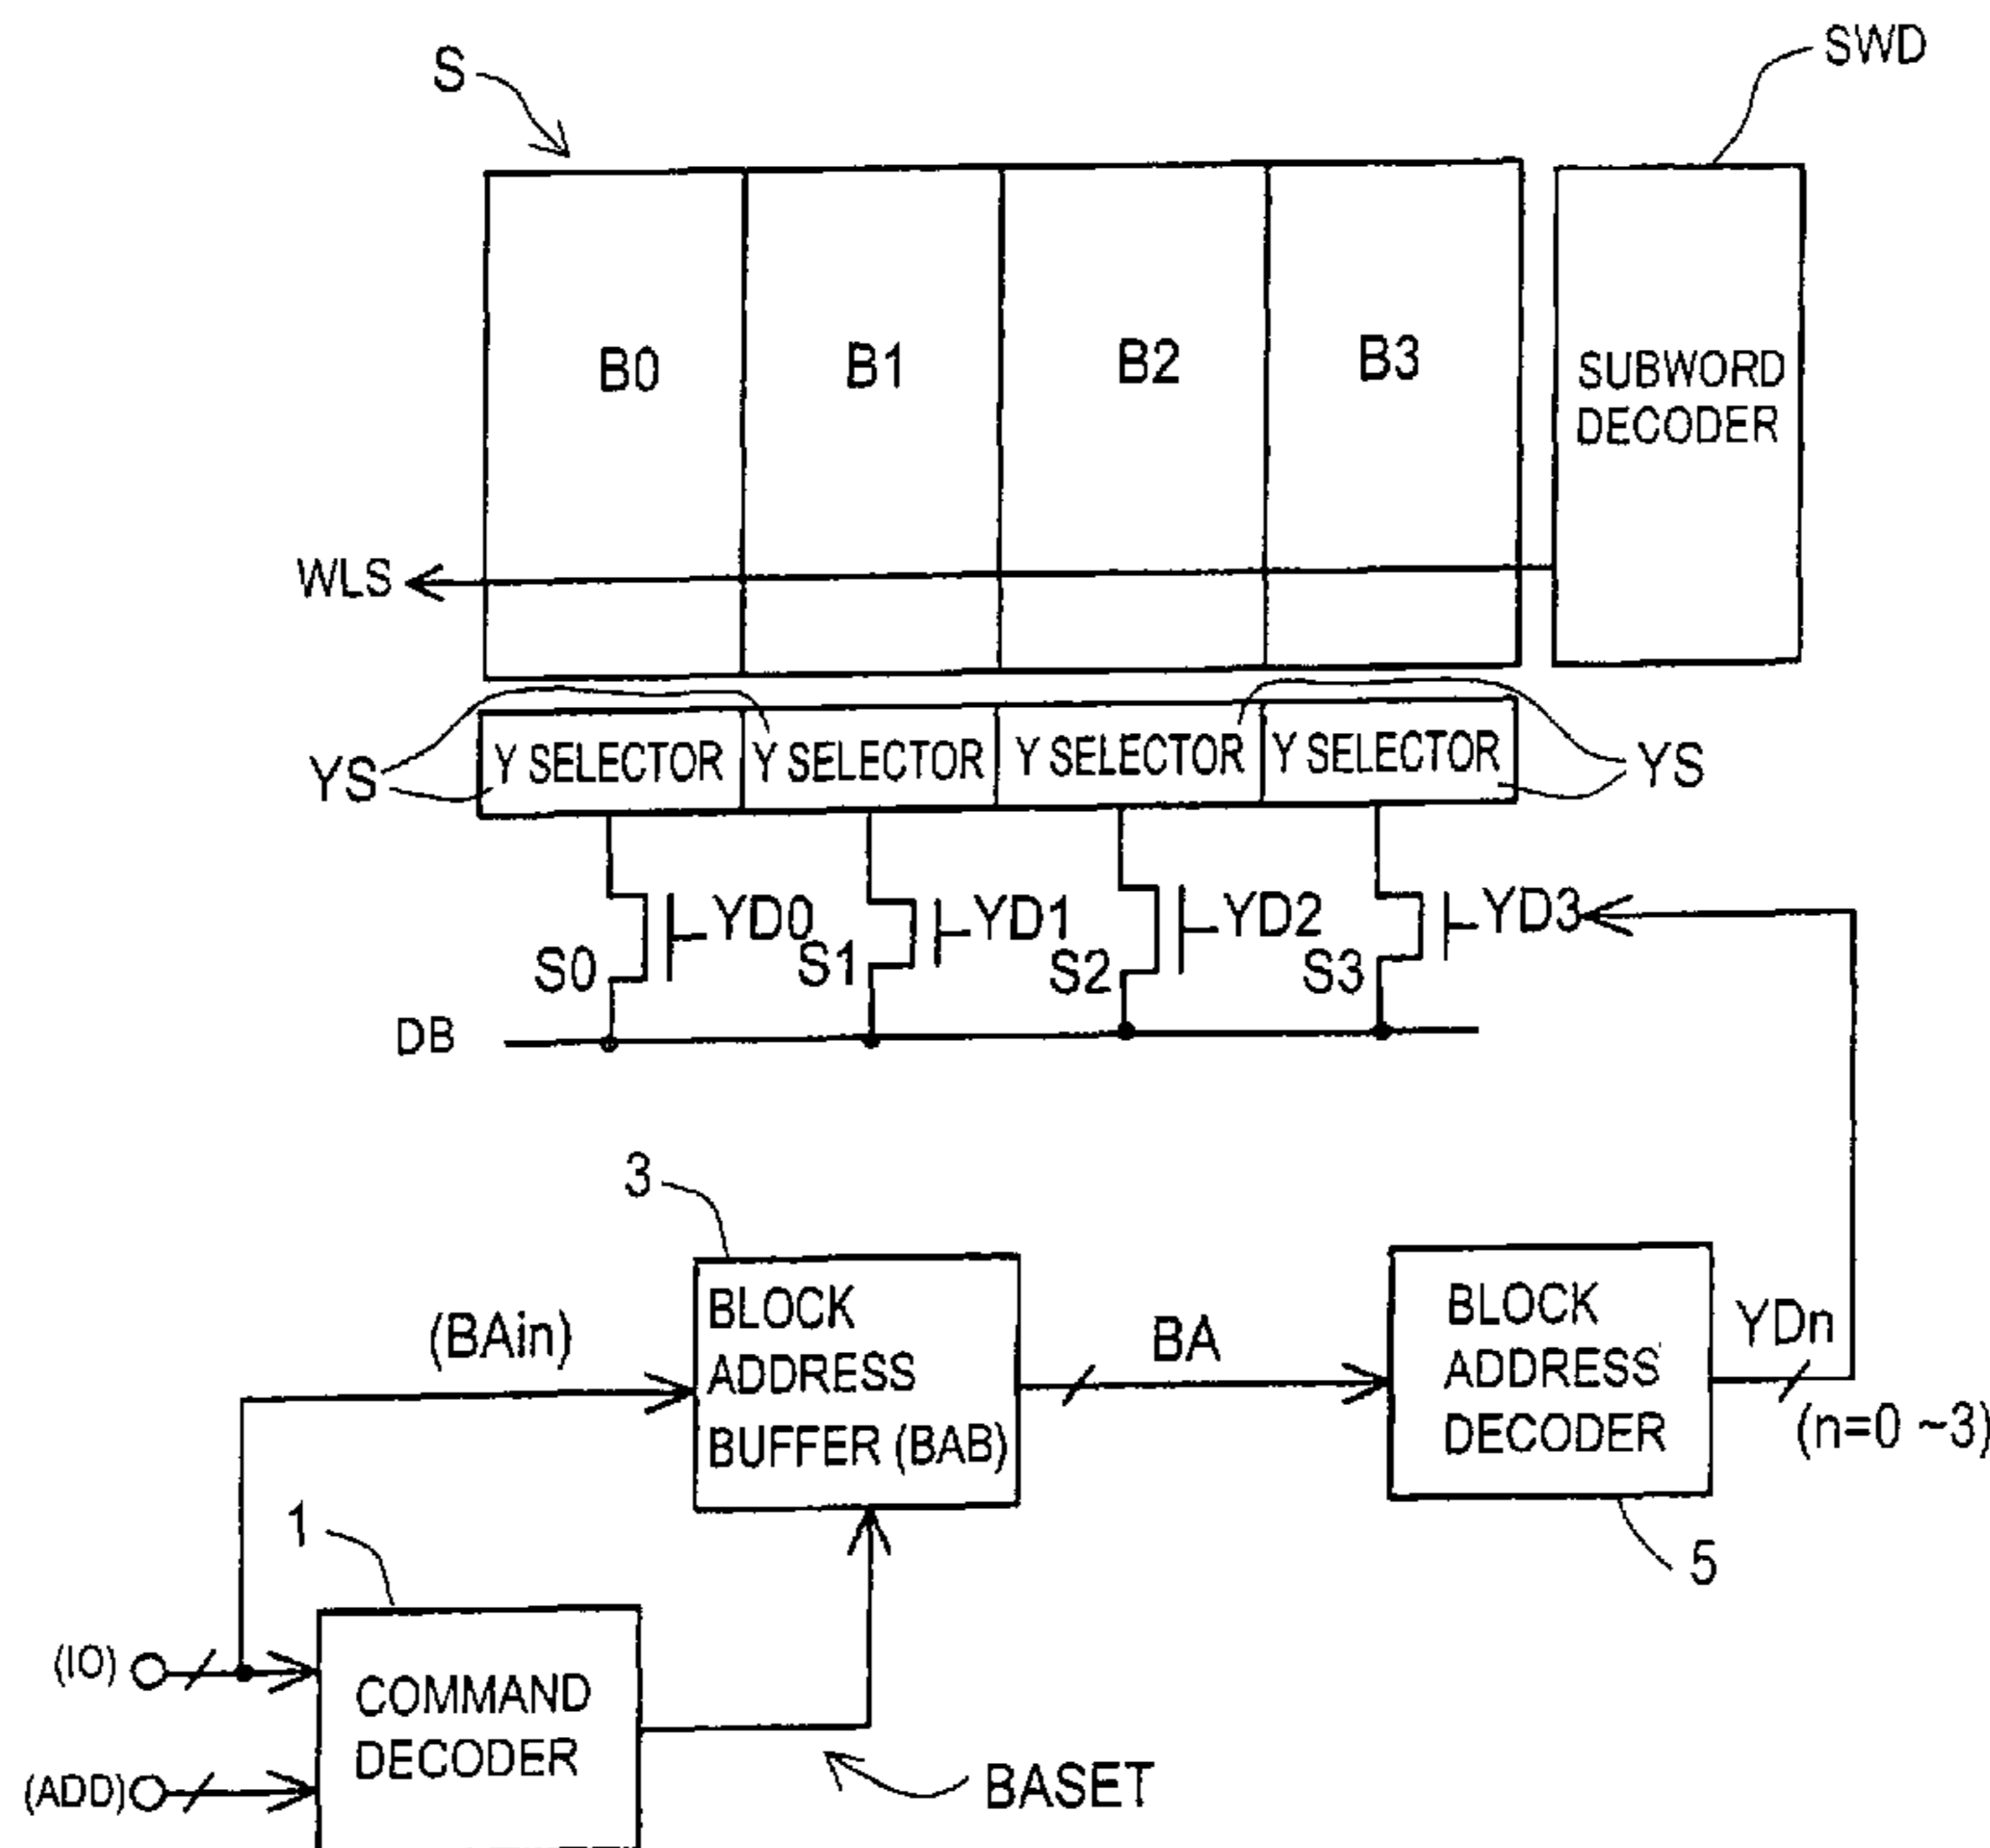 S
SWD
B0
B1
B2
B3
SUBWORD
DECODER
WLS
YS
Y SELECTOR
Y SELECTOR
Y SELECTOR
Y SELECTOR
YS
YD0
YD1
YD2
YD3
S0
S1
S2
S3
DB
3
(BAin)
BLOCK
ADDRESS
BUFFER (BAB)
BA
BLOCK
ADDRESS
DECODER
YDn
(n=0 ~3)
1
5
(IO)
COMMAND
DECODER
(ADD)
BASET